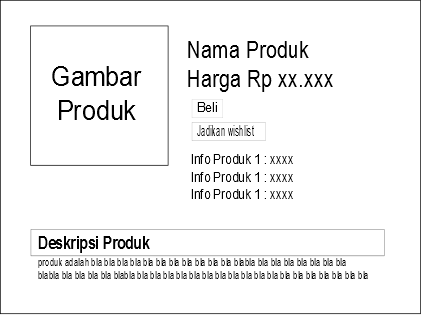 Gambar
Produk
Nama Produk
Harga Rp xx.xxx
Beli
Jadikan wishlist
Info Produk 1 : xxxx
Info Produk 1 : xxxx
Info Produk 1 : xxxx
Deskripsi Produk
produk adalah bla bla bla bla bla bla bla bla bla bla bla blabla bla bla bla bla bla bla bla bla
blabla bla bla bla bla blabla bla bla bla bla bla bla bla bla bla bla bla bla bla bla bla bla bla bla